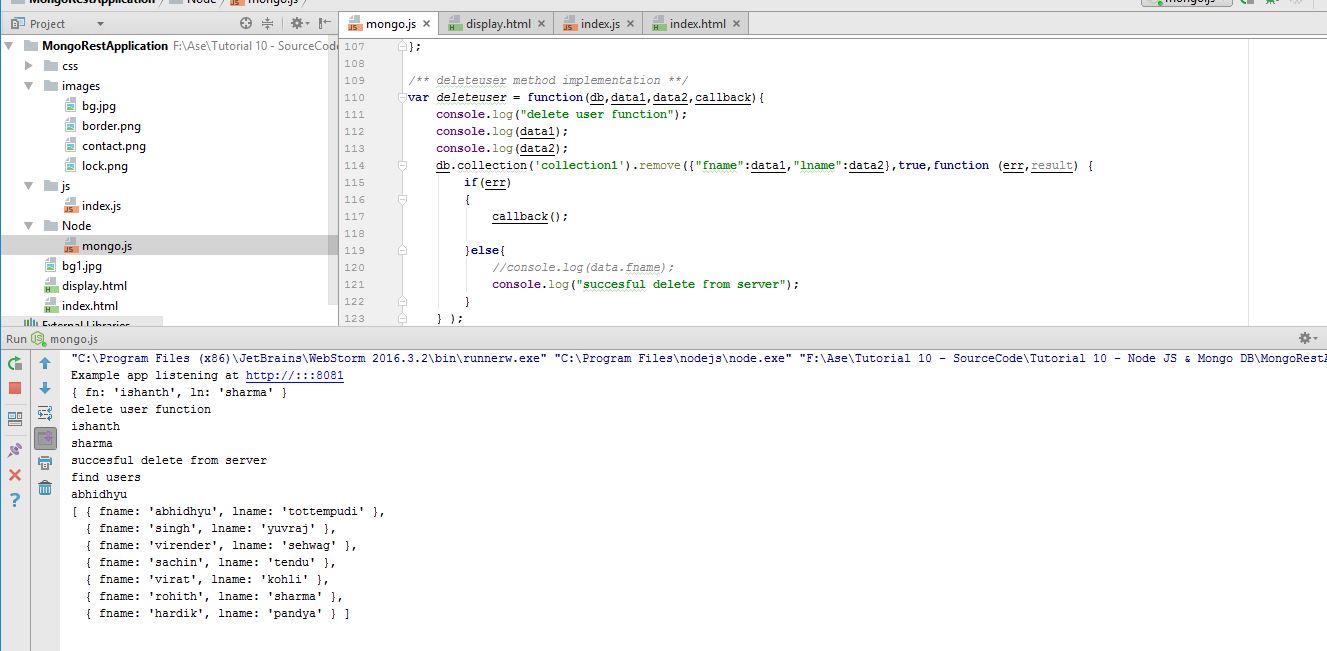 MongoRestApplication Node mongo.js mongojs
Project
mongo.js display.html index.js index.html
MongoRestApplication F:\Ase\Tutorial 10 - SourceCode
css
images
bg.jpg
border.png
contact.png
lock.png
js
index.js
Node
mongo.js
bg1.jpg
display.html
index.html
External Libraries
107 };
108
109 /** deleteuser method implementation **/
110 var deleteuser = function(db,data1,data2,callback){
111 console.log("delete user function");
112 console.log(data1);
113 console.log(data2);
114 db.collection('collection1').remove({"fname":data1,"lname":data2},true,function (err,result) {
115 if(err)
116 {
117 callback();
118
119 }else{
120 //console.log(data.fname);
121 console.log("succesful delete from server");
122 }
123 } );
Run mongo.js
"C:\Program Files (x86)\JetBrains\WebStorm 2016.3.2\bin\runnerw.exe" "C:\Program Files\nodejs\node.exe" "F:\Ase\Tutorial 10 - SourceCode\Tutorial 10 - Node JS & Mongo DB\MongoRestA
Example app listening at http://:::8081
{ fn: 'ishanth', ln: 'sharma' }
delete user function
ishanth
sharma
succesful delete from server
find users
abhidhyu
[ { fname: 'abhidhyu', lname: 'tottempudi' },
{ fname: 'singh', lname: 'yuvraj' },
{ fname: 'virender', lname: 'sehwag' },
{ fname: 'sachin', lname: 'tendu' },
{ fname: 'virat', lname: 'kohli' },
{ fname: 'rohith', lname: 'sharma' },
{ fname: 'hardik', lname: 'pandya' } ]